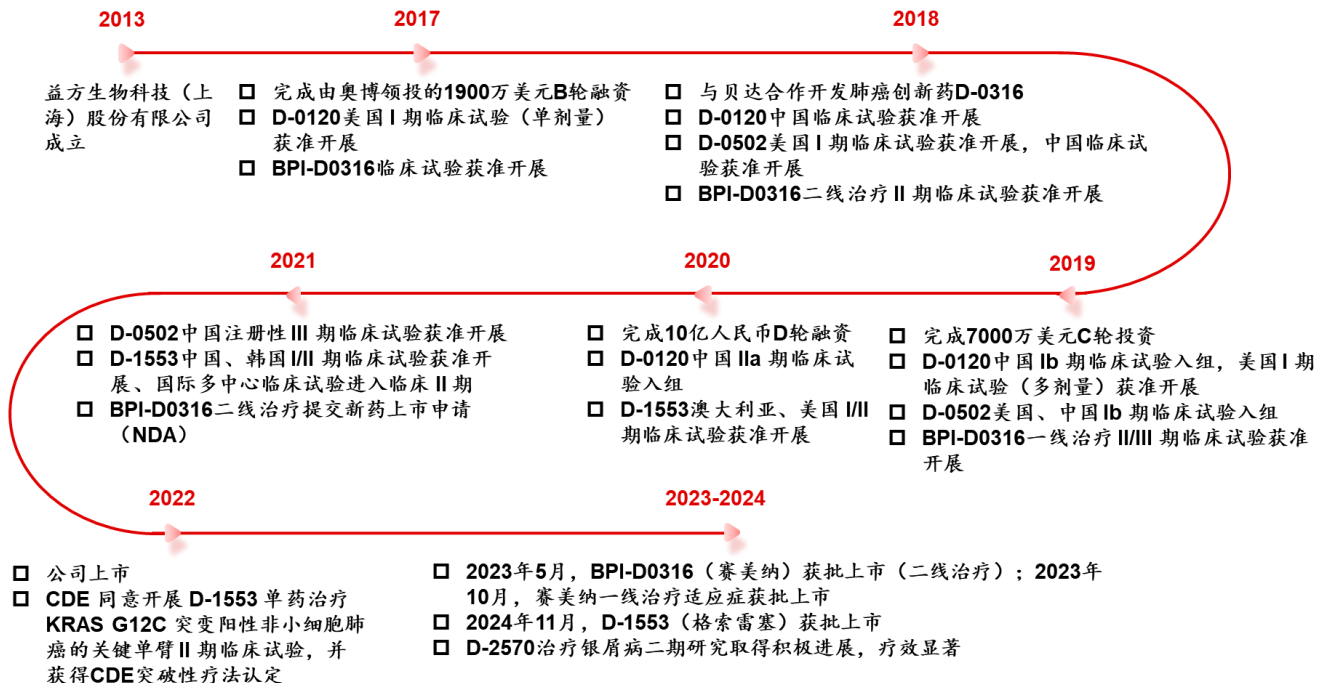 2013
益方生物科技（上
海）股份有限公司
成立
2017
完成由奥博领投的1900万美元B轮融资
D-0120美国 I 期临床试验（单剂量）
获准开展
BPI-D0316临床试验获准开展
2018
与贝达合作开发肺癌创新药D-0316
D-0120中国临床试验获准开展
D-0502美国 I 期临床试验获准开展，中国临床试
验获准开展
BPI-D0316二线治疗 II 期临床试验获准开展
2019
完成7000万美元C轮投资
D-0120中国 Ib 期临床试验入组，美国 I 期
临床试验（多剂量）获准开展
D-0502美国、中国 Ib 期临床试验入组
BPI-D0316一线治疗 II/III 期临床试验获准
开展
2020
完成10亿人民币D轮融资
D-0120中国 IIa 期临床试
验入组
D-1553澳大利亚、美国 I/II
期临床试验获准开展
2021
D-0502中国注册性 III 期临床试验获准开展
D-1553中国、韩国 I/II 期临床试验获准开
展、国际多中心临床试验进入临床 II 期
BPI-D0316二线治疗提交新药上市申请
（NDA）
2022
公司上市
CDE 同意开展 D-1553 单药治疗
KRAS G12C 突变阳性非小细胞肺
癌的关键单臂 II 期临床试验，并
获得CDE突破性疗法认定
2023-2024
2023年5月，BPI-D0316（赛美纳）获批上市（二线治疗）；2023年
10月，赛美纳一线治疗适应症获批上市
2024年11月，D-1553（格索雷塞）获批上市
D-2570治疗银屑病二期研究取得积极进展，疗效显著